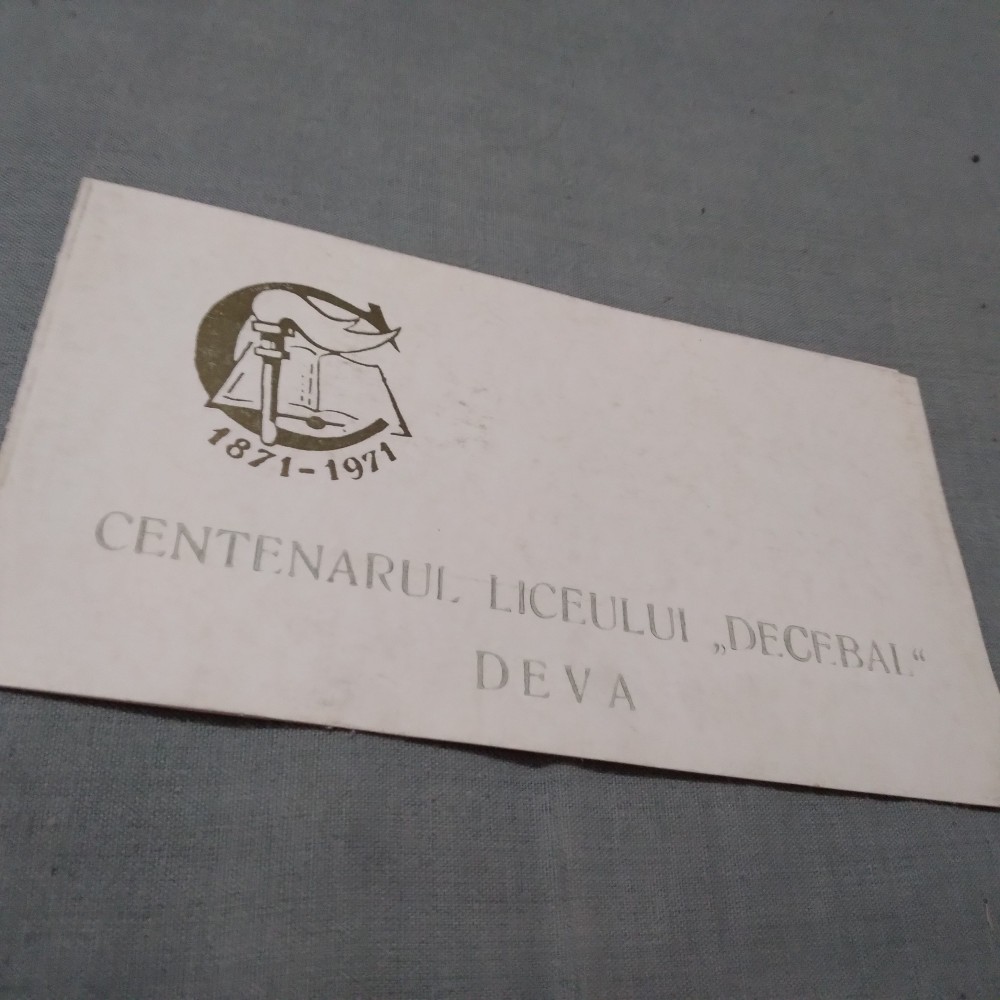 1871-1971
CENTENARUL LICEULUI „DECEBAL“
DEVA